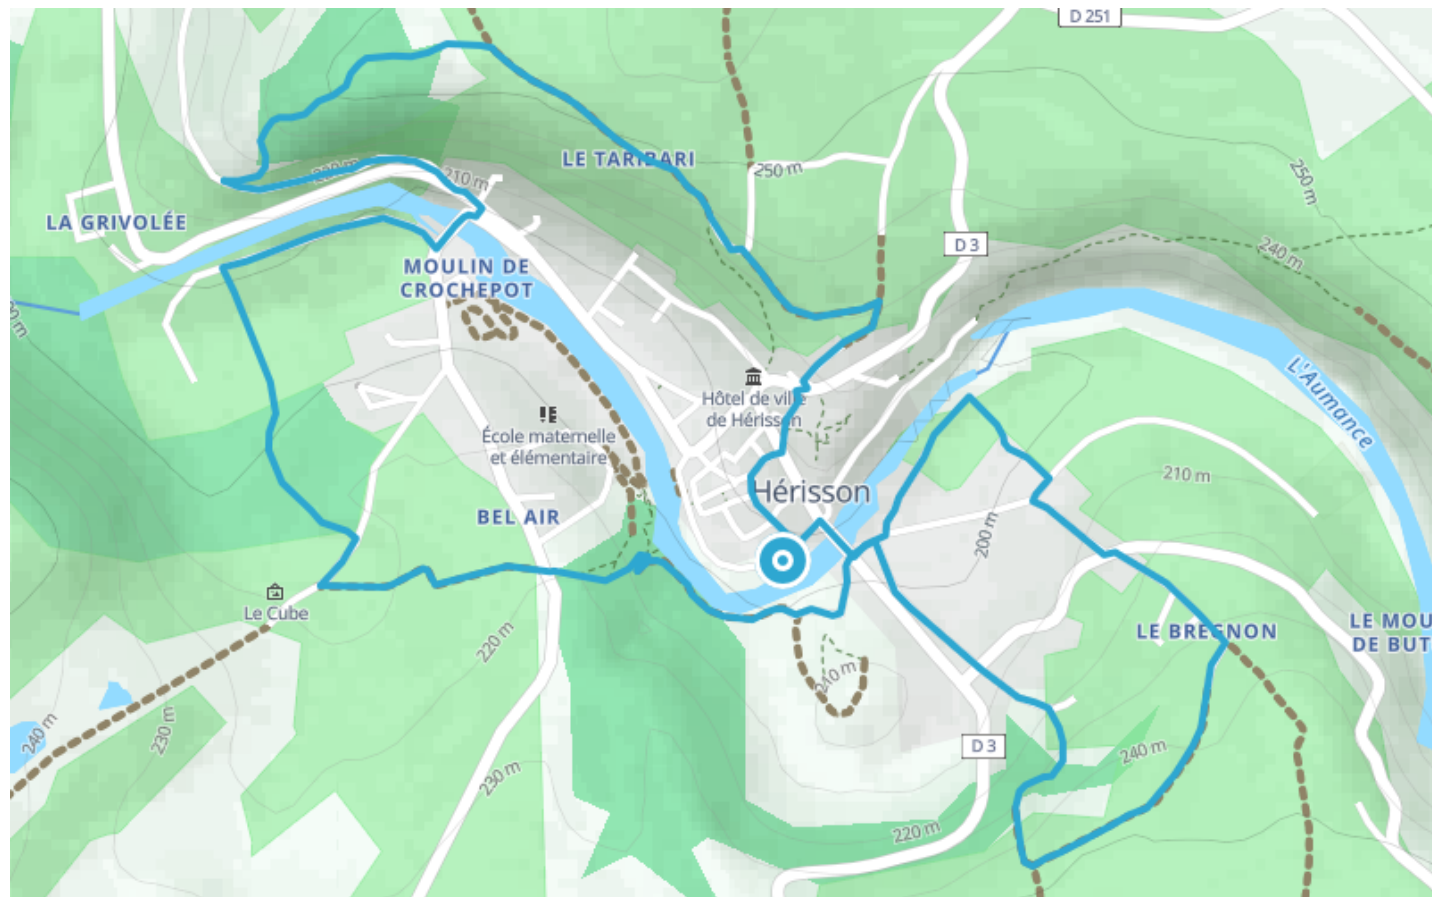 D 251
LE TARIBARI
250 m
250 m
200 m
210 m
LA GRIVOLÉE
D 3
240 m
MOULIN DE
CROCHEPOT
L'Aumance
Hôtel de ville
de Hérisson
École maternelle
et élémentaire
210 m
Hérisson
BEL AIR
200 m
Le Cube
220 m
LE BREGNON
LE MOU
DE BUT
210 m
240 m
230 m
D 3
240 m
230 m
220 m